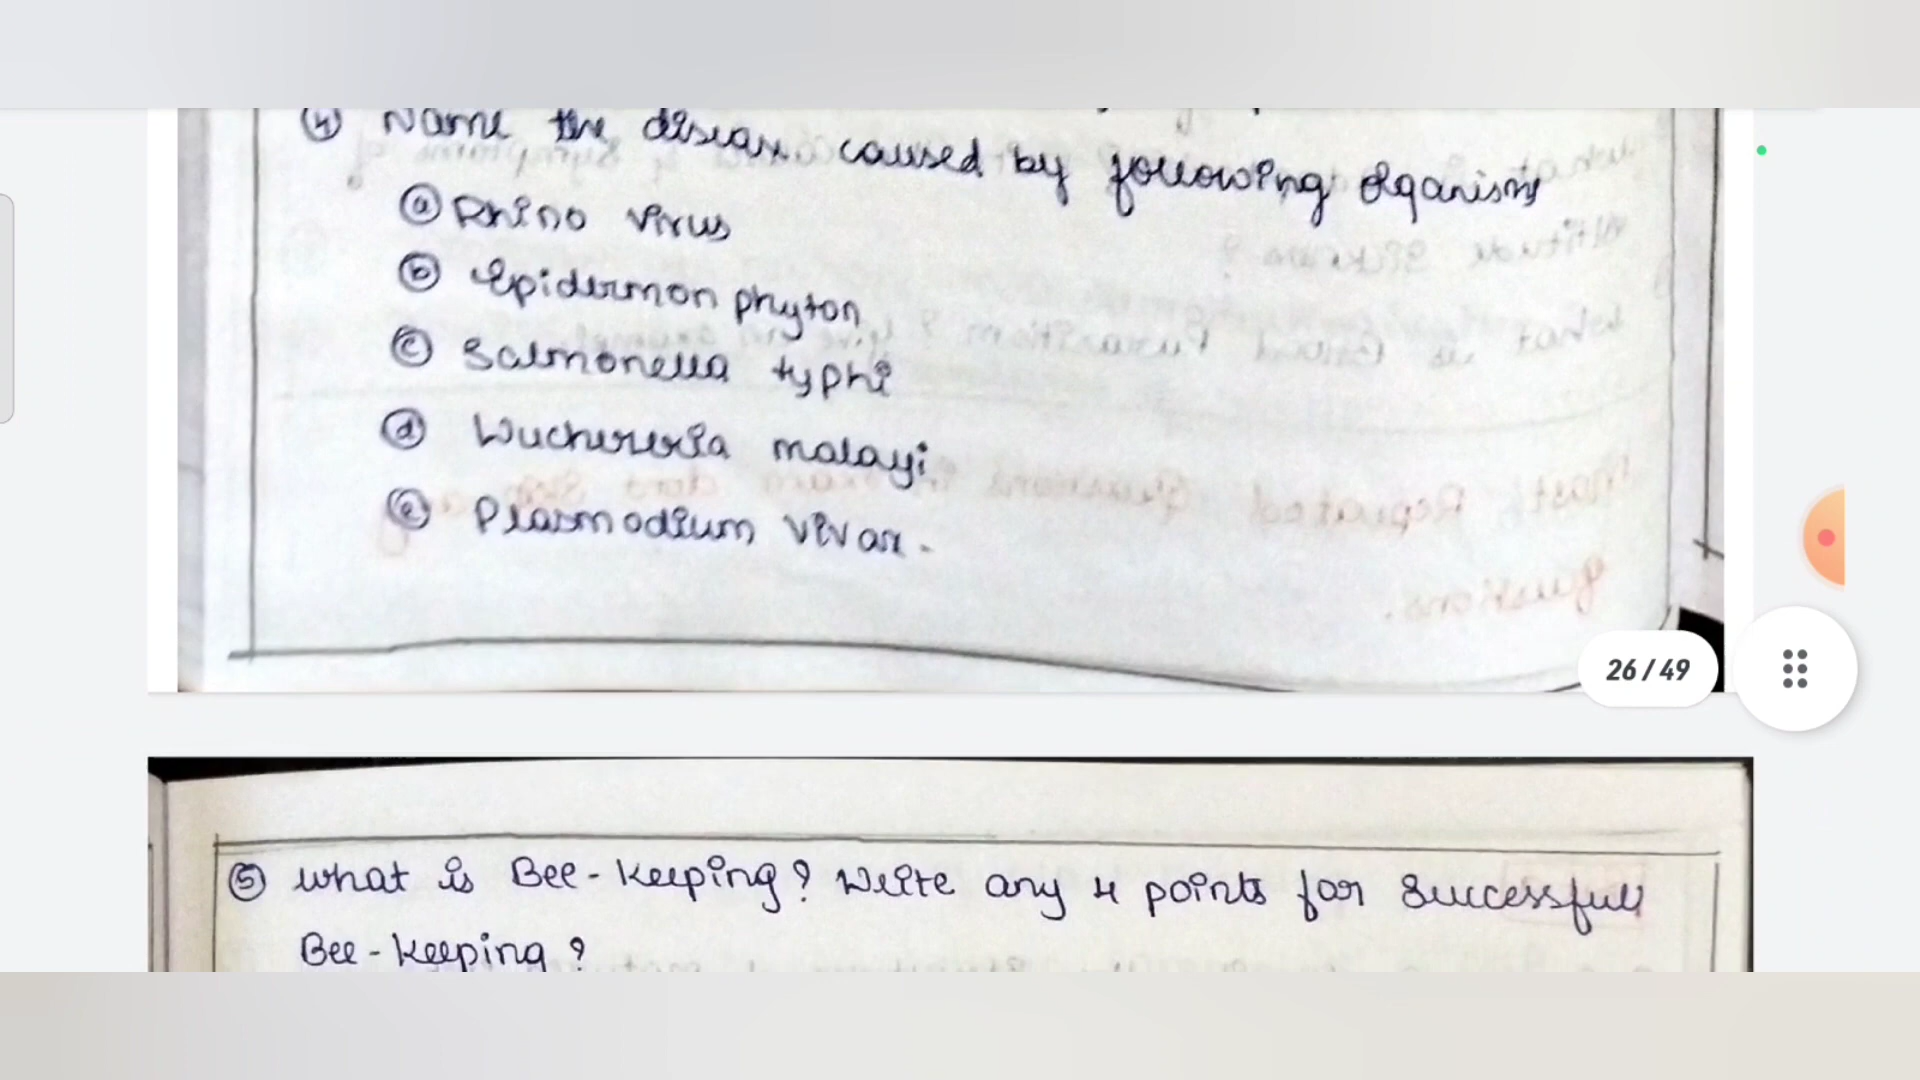 ④ Name the disease caused by following organisms
ⓐ Rhino virus
ⓑ Epidermon phyton
ⓒ Salmonella typhi
ⓓ Wuchereria malayi
ⓔ Plasmodium vivax.
26 / 49
⑤ What is Bee-Keeping? Write any 4 points for Successfull
Bee-Keeping?